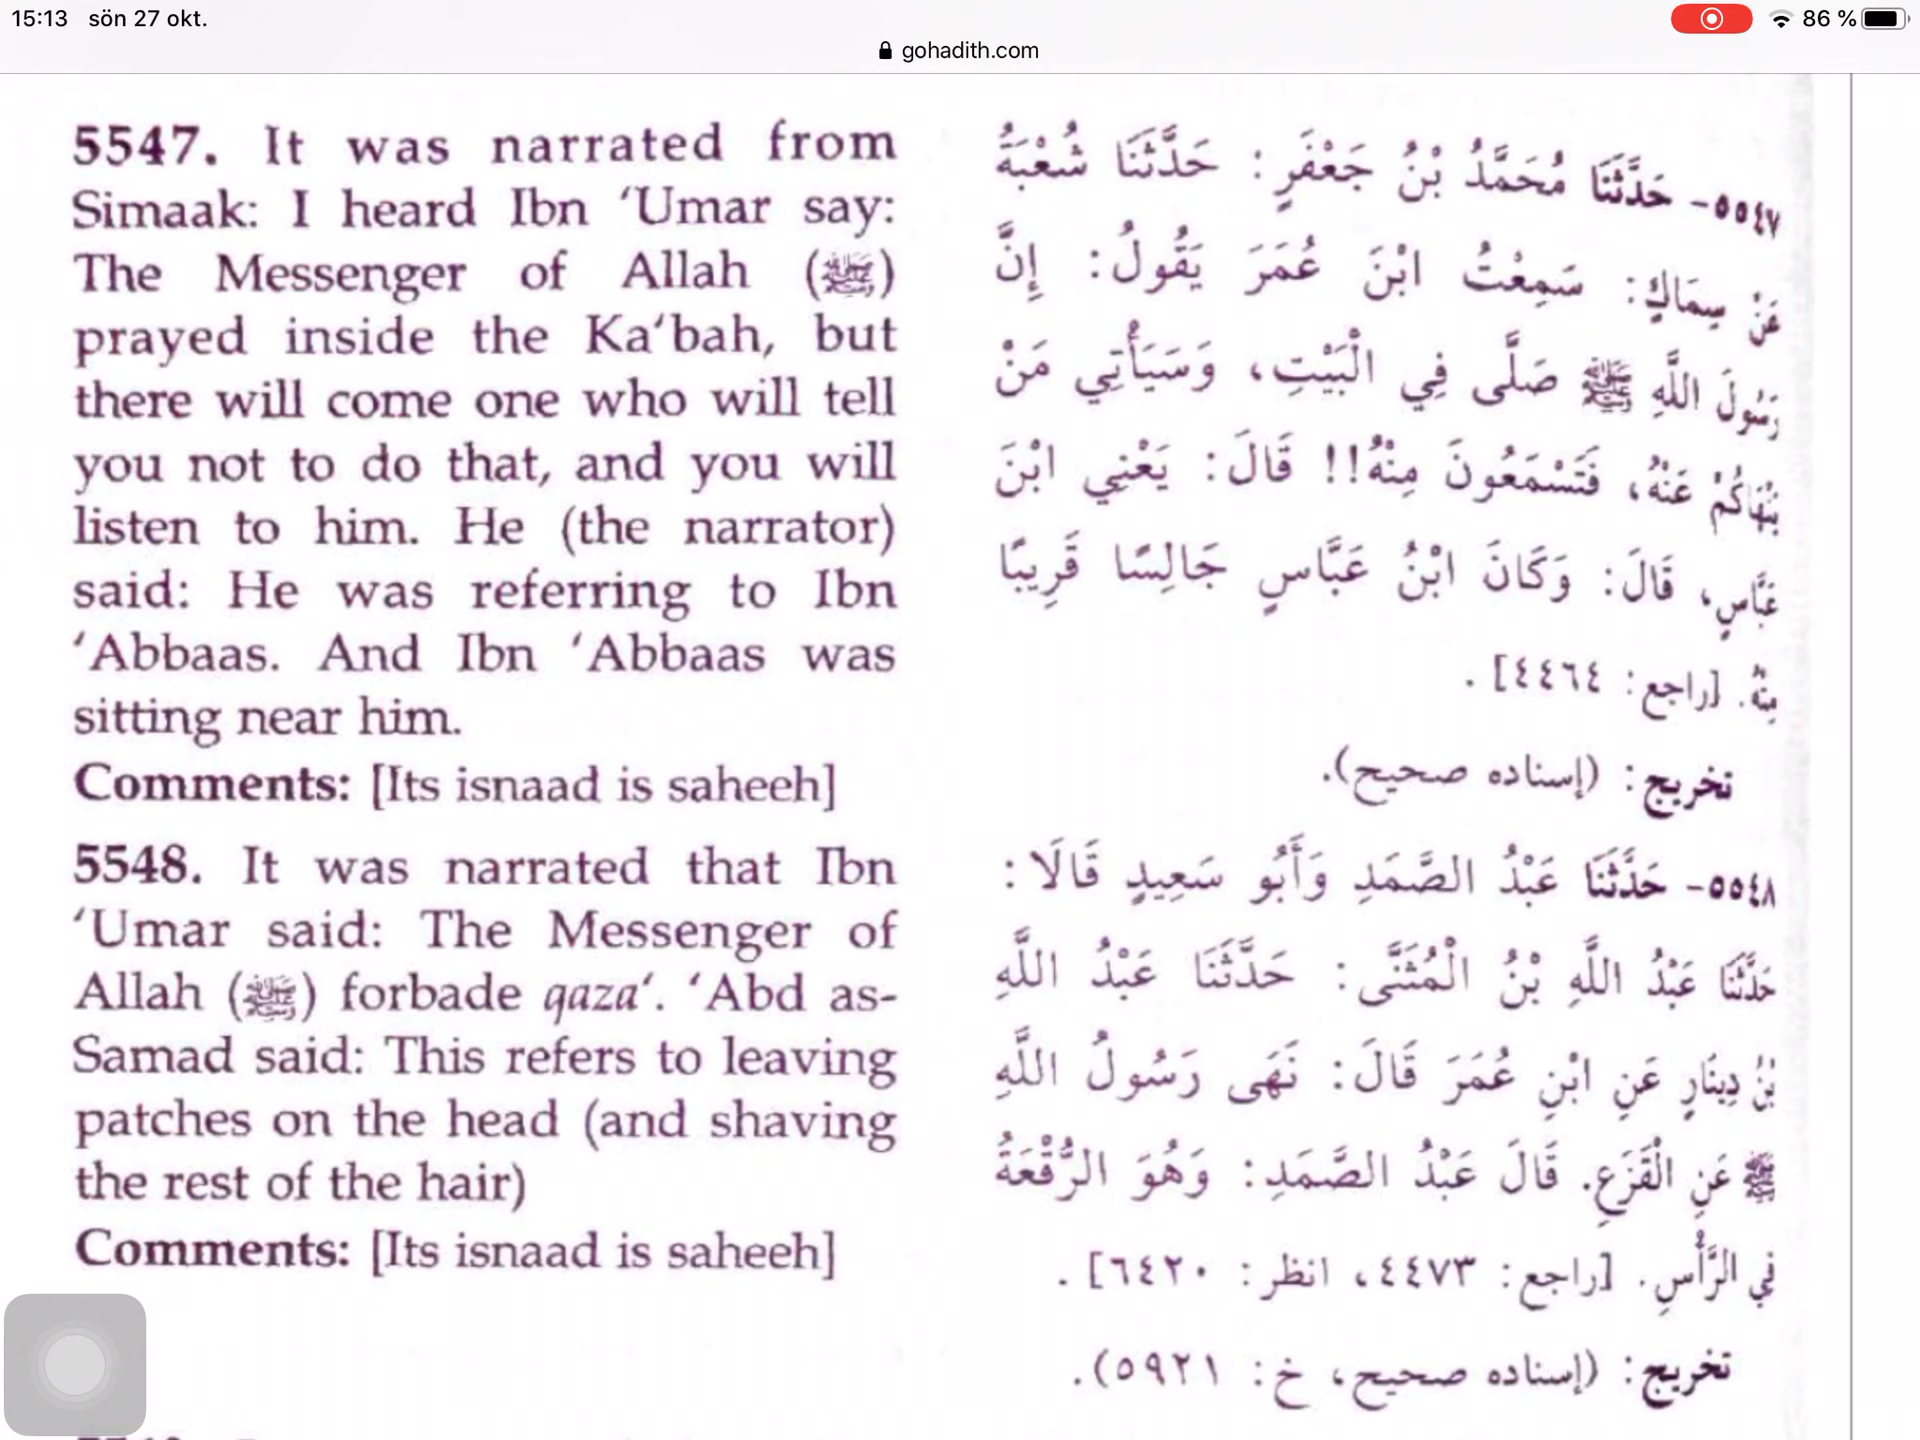 15:13 sön 27 okt.
86 %
gohadith.com
5547. It was narrated from
Simaak: I heard Ibn ‘Umar say:
The Messenger of Allah (ﷺ)
prayed inside the Ka‘bah, but
there will come one who will tell
you not to do that, and you will
listen to him. He (the narrator)
said: He was referring to Ibn
‘Abbaas. And Ibn ‘Abbaas was
sitting near him.
Comments: [Its isnaad is saheeh]
5548. It was narrated that Ibn
‘Umar said: The Messenger of
Allah (ﷺ) forbade qaza‘. ‘Abd as-
Samad said: This refers to leaving
patches on the head (and shaving
the rest of the hair)
Comments: [Its isnaad is saheeh]
٥٥٤٧- حَدَّثَنَا مُحَمَّدُ بْنُ جَعْفَرٍ: حَدَّثَنَا شُعْبَةُ
عَنْ سِمَاكٍ: سَمِعْتُ ابْنَ عُمَرَ يَقُولُ: إِنَّ
رَسُولَ اللَّهِ ﷺ صَلَّى فِي الْبَيْتِ، وَسَيَأْتِي مَنْ
يَنْهَاكُمْ عَنْهُ، فَتَسْمَعُونَ مِنْهُ!! قَالَ: يَعْنِي ابْنَ
عَبَّاسٍ، قَالَ: وَكَانَ ابْنُ عَبَّاسٍ جَالِسًا قَرِيبًا
مِنْهُ. [راجع: ٤٤٦٤].
تخريج: (إسناده صحيح).
٥٥٤٨- حَدَّثَنَا عَبْدُ الصَّمَدِ وَأَبُو سَعِيدٍ قَالَا:
حَدَّثَنَا عَبْدُ اللَّهِ بْنُ الْمُثَنَّى: حَدَّثَنَا عَبْدُ اللَّهِ
بْنُ دِينَارٍ عَنِ ابْنِ عُمَرَ قَالَ: نَهَى رَسُولُ اللَّهِ
ﷺ عَنِ الْقَزَعِ. قَالَ عَبْدُ الصَّمَدِ: وَهُوَ الرُّقْعَةُ
فِي الرَّأْسِ. [راجع: ٤٤٧٣، انظر: ٦٤٢٠].
تخريج: (إسناده صحيح، خ: ٥٩٢١).